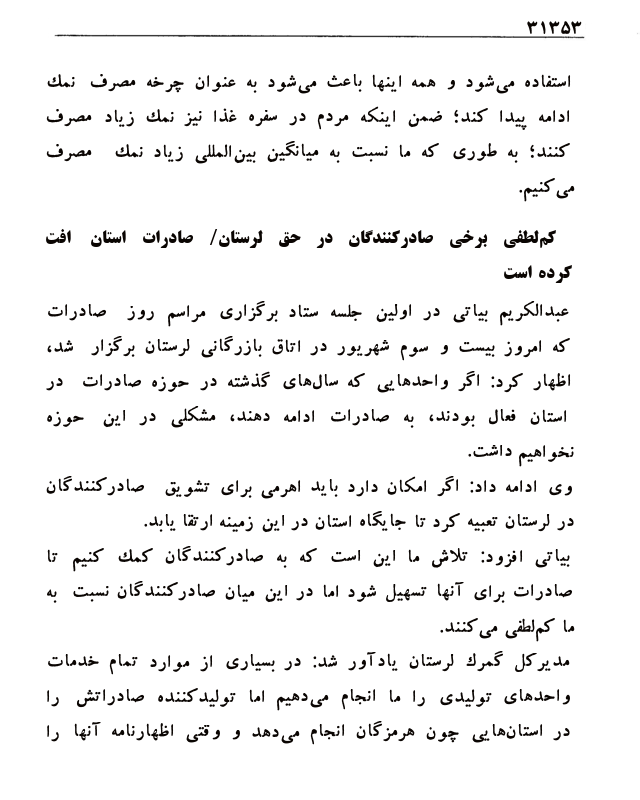 ۳۱۳۵۳
استفاده می‌شود و همه اینها باعث می‌شود به عنوان چرخه مصرف نمك
ادامه پیدا کند؛ ضمن اینکه مردم در سفره غذا نیز نمك زیاد مصرف
کنند؛ به طوری که ما نسبت به میانگین بین‌المللی زیاد نمك مصرف
می‌کنیم.
کم‌لطفی برخی صادرکنندگان در حق لرستان/ صادرات استان افت
کرده است
عبدالکریم بیاتی در اولین جلسه ستاد برگزاری مراسم روز صادرات
که امروز بیست و سوم شهریور در اتاق بازرگانی لرستان برگزار شد،
اظهار کرد: اگر واحدهایی که سال‌های گذشته در حوزه صادرات در
استان فعال بودند، به صادرات ادامه دهند، مشکلی در این حوزه
نخواهیم داشت.
وی ادامه داد: اگر امکان دارد باید اهرمی برای تشویق صادرکنندگان
در لرستان تعبیه کرد تا جایگاه استان در این زمینه ارتقا یابد.
بیاتی افزود: تلاش ما این است که به صادرکنندگان کمك کنیم تا
صادرات برای آنها تسهیل شود اما در این میان صادرکنندگان نسبت به
ما کم‌لطفی می‌کنند.
مدیرکل گمرك لرستان یادآور شد: در بسیاری از موارد تمام خدمات
واحدهای تولیدی را ما انجام می‌دهیم اما تولیدکننده صادراتش را
در استان‌هایی چون هرمزگان انجام می‌دهد و وقتی اظهارنامه آنها را